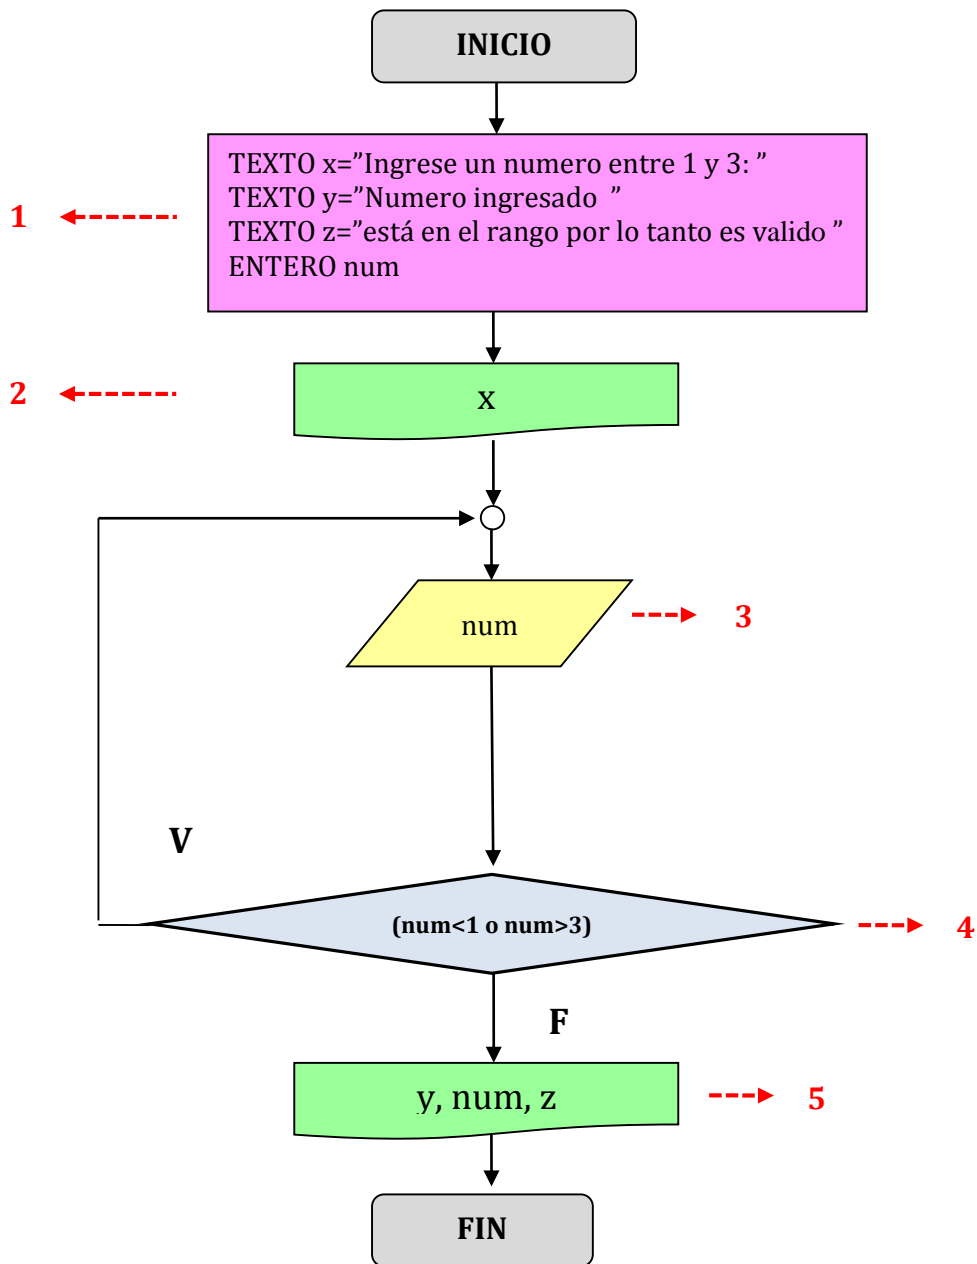 INICIO
TEXTO x=”Ingrese un numero entre 1 y 3: ”
TEXTO y=”Numero ingresado ”
TEXTO z=”está en el rango por lo tanto es valido ”
ENTERO num
1
x
2
num
3
V
(num<1 o num>3)
4
F
y, num, z
5
FIN